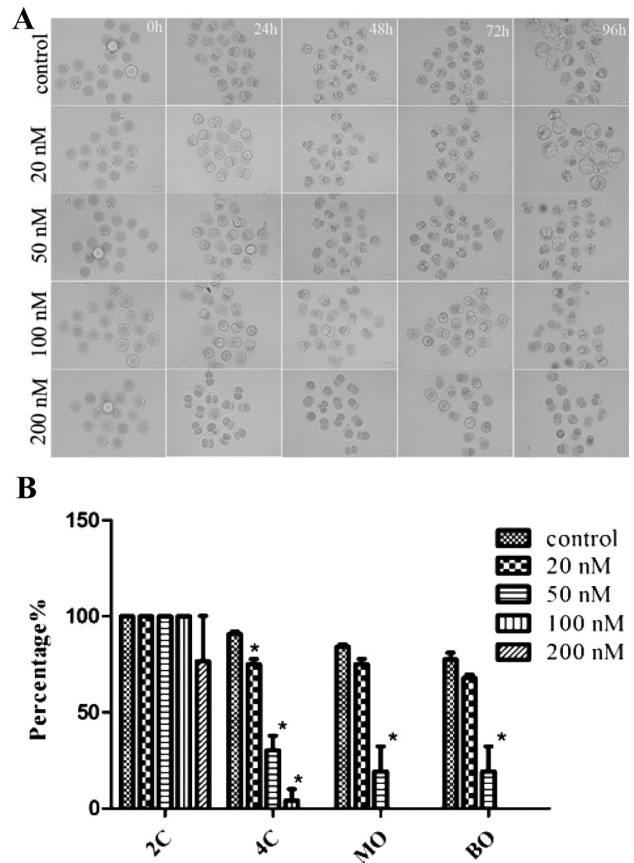 A
0h 24h 48h 72h 96h
control
20 nM
50 nM
100 nM
200 nM
B
150
100
50
0
Percentage%
control
20 nM
50 nM
100 nM
200 nM
*
*
*
*
*
2C 4C MO BO